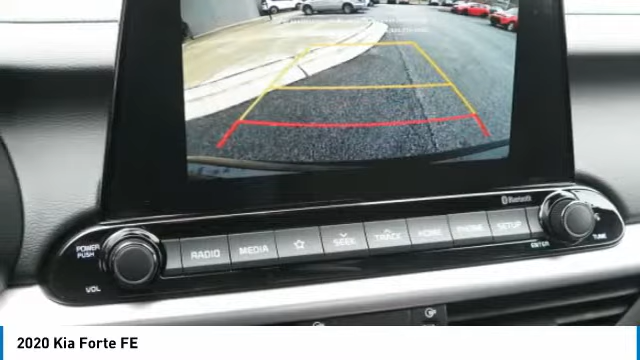 Bluetooth
POWER
PUSH
RADIO
MEDIA
SEEK
TRACK
HOME
PHONE
SETUP
VOL
ENTER
TUNE
2020 Kia Forte FE